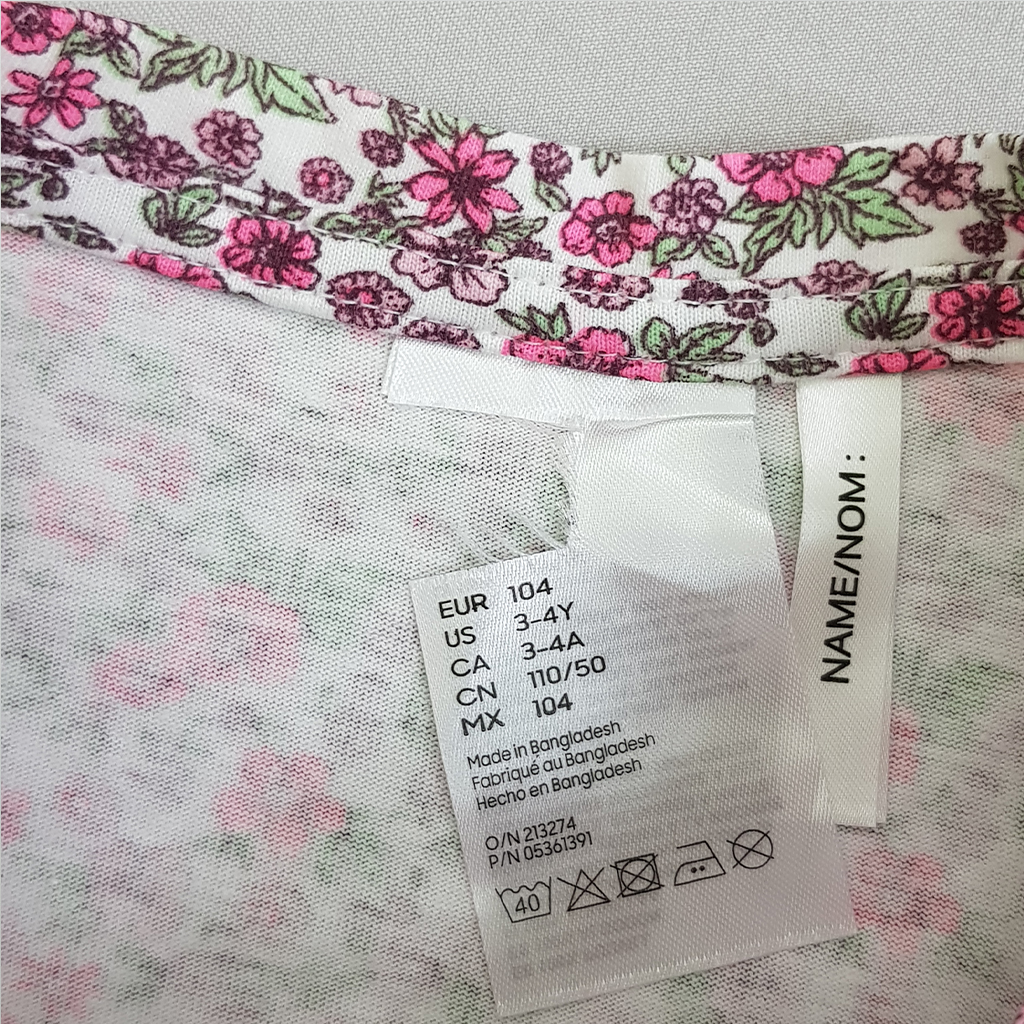 EUR 104
US 3-4Y
CA 3-4A
CN 110/50
MX 104
Made in Bangladesh
Fabriqué au Bangladesh
Hecho en Bangladesh
O/N 213274
P/N 05361391
40
NAME/NOM :